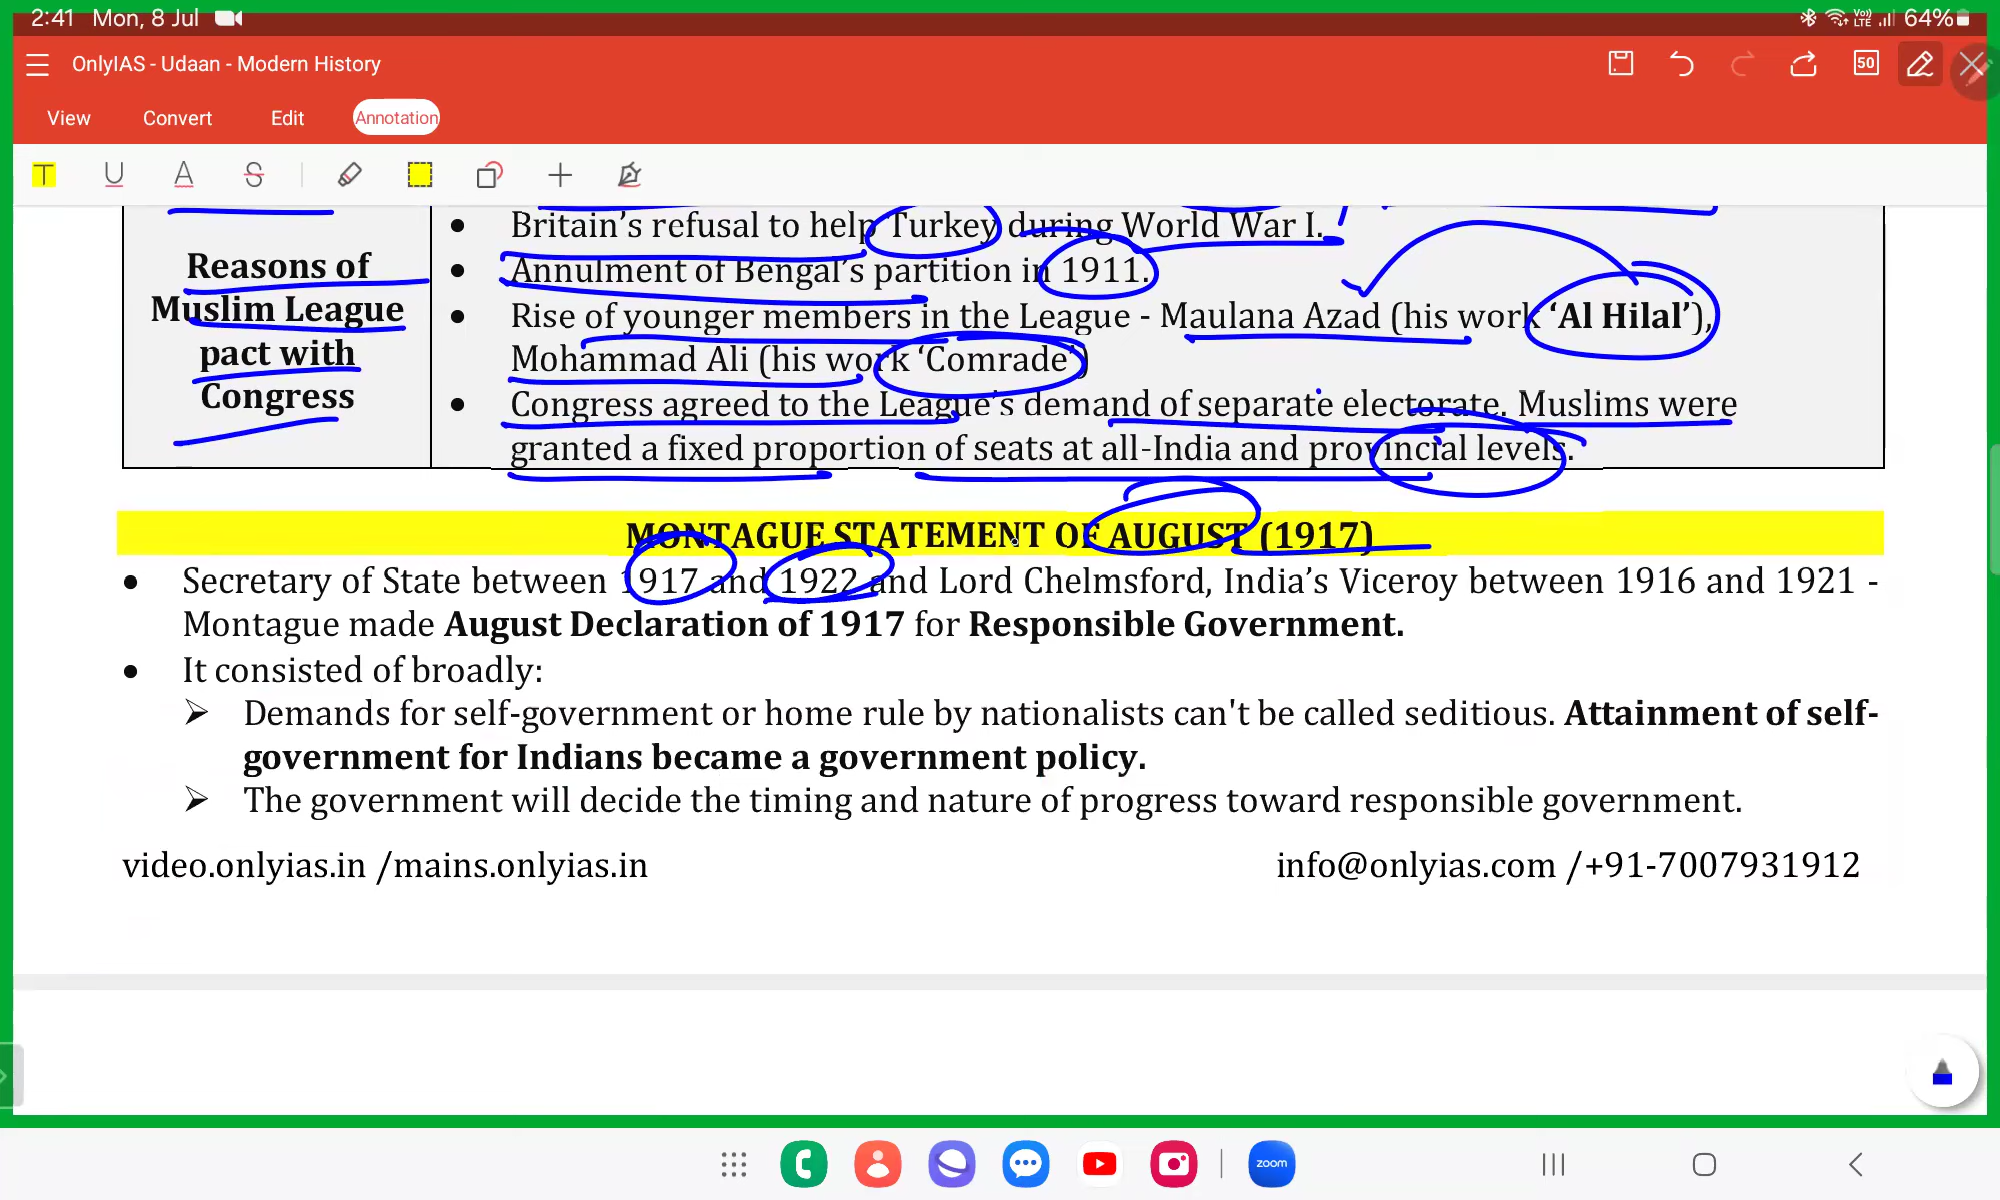 2:41 Mon, 8 Jul 64%
OnlyIAS - Udaan - Modern History
50
View Convert Edit Annotation
T U A S
Reasons of
Muslim League
pact with
Congress
• Britain’s refusal to help Turkey during World War I.
• Annulment of Bengal’s partition in 1911.
• Rise of younger members in the League - Maulana Azad (his work ‘Al Hilal’),
Mohammad Ali (his work ‘Comrade’)
• Congress agreed to the League’s demand of separate electorate. Muslims were
granted a fixed proportion of seats at all-India and provincial levels.
MONTAGUE STATEMENT OF AUGUST (1917)
• Secretary of State between 1917 and 1922 and Lord Chelmsford, India’s Viceroy between 1916 and 1921 -
Montague made August Declaration of 1917 for Responsible Government.
• It consisted of broadly:
➢ Demands for self-government or home rule by nationalists can't be called seditious. Attainment of self-
government for Indians became a government policy.
➢ The government will decide the timing and nature of progress toward responsible government.
video.onlyias.in /mains.onlyias.in info@onlyias.com /+91-7007931912
zoom